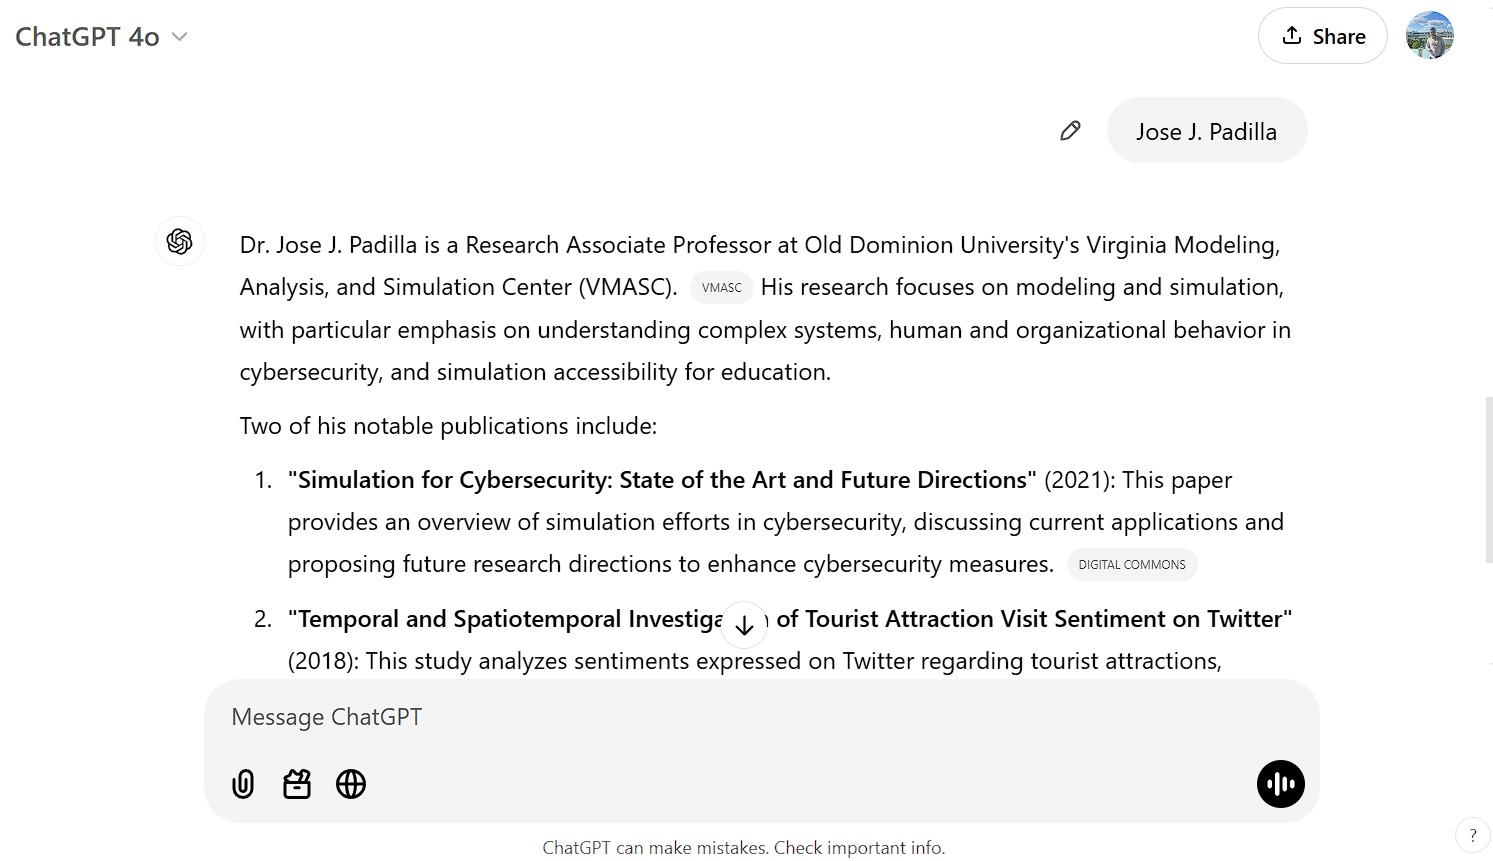 ChatGPT 4o
Share
Jose J. Padilla
Dr. Jose J. Padilla is a Research Associate Professor at Old Dominion University's Virginia Modeling,
Analysis, and Simulation Center (VMASC). VMASC His research focuses on modeling and simulation,
with particular emphasis on understanding complex systems, human and organizational behavior in
cybersecurity, and simulation accessibility for education.
Two of his notable publications include:
1. "Simulation for Cybersecurity: State of the Art and Future Directions" (2021): This paper
provides an overview of simulation efforts in cybersecurity, discussing current applications and
proposing future research directions to enhance cybersecurity measures. DIGITAL COMMONS
2. "Temporal and Spatiotemporal Investiga of Tourist Attraction Visit Sentiment on Twitter"
(2018): This study analyzes sentiments expressed on Twitter regarding tourist attractions,
Message ChatGPT
ChatGPT can make mistakes. Check important info.
?